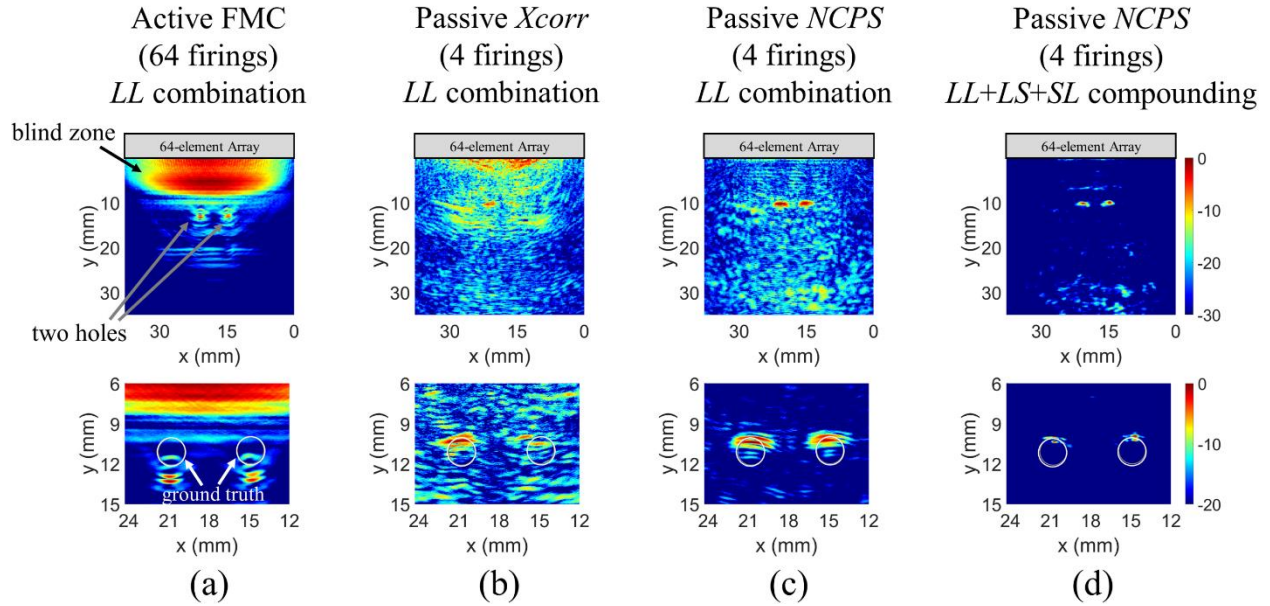 Active FMC
(64 firings)
LL combination
Passive Xcorr
(4 firings)
LL combination
Passive NCPS
(4 firings)
LL combination
Passive NCPS
(4 firings)
LL+LS+SL compounding
blind zone
64-element Array
64-element Array
64-element Array
64-element Array
10
20
30
y (mm)
30
15
0
x (mm)
two holes
10
20
30
y (mm)
30
15
0
x (mm)
10
20
30
y (mm)
30
15
0
x (mm)
10
20
30
y (mm)
30
15
0
x (mm)
0
-10
-20
-30
6
9
12
15
y (mm)
ground truth
24
21
18
15
12
x (mm)
6
9
12
15
y (mm)
24
21
18
15
12
x (mm)
6
9
12
15
y (mm)
24
21
18
15
12
x (mm)
6
9
12
15
y (mm)
24
21
18
15
12
x (mm)
0
-10
-20
(a)
(b)
(c)
(d)